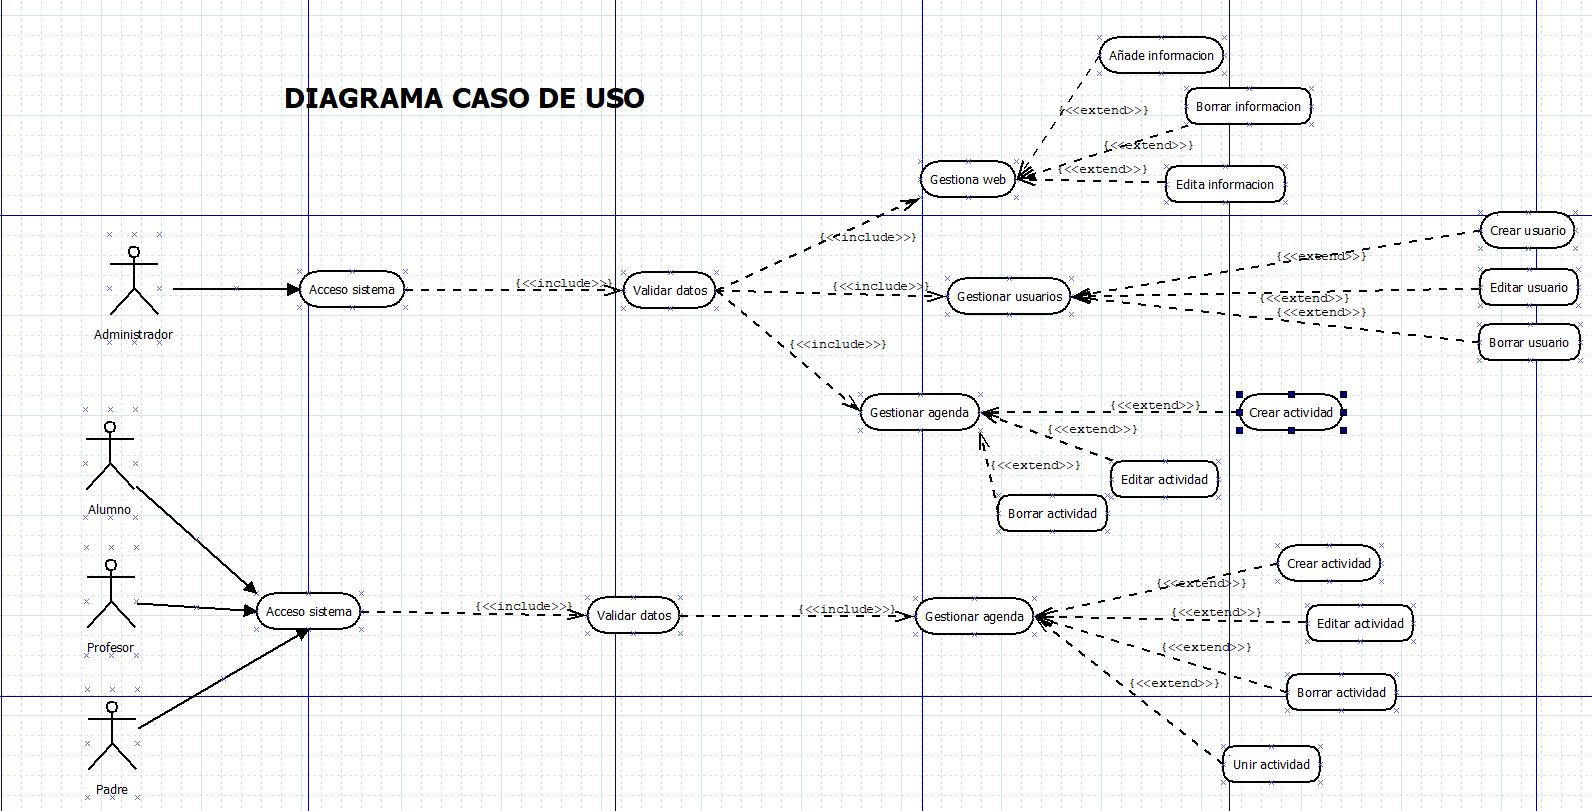 DIAGRAMA CASO DE USO
Añade informacion
{<<extend>>}
Borrar informacion
{<<extend>>}
{<<extend>>}
Gestiona web
Edita informacion
{<<include>>}
Crear usuario
{<<extend>>}
Administrador
Acceso sistema
{<<include>>}
Validar datos
{<<include>>}
Gestionar usuarios
{<<extend>>}
Editar usuario
{<<extend>>}
Borrar usuario
{<<include>>}
Gestionar agenda
{<<extend>>}
Crear actividad
{<<extend>>}
{<<extend>>}
Editar actividad
Borrar actividad
Alumno
Profesor
Padre
Acceso sistema
{<<include>>}
Validar datos
{<<include>>}
Gestionar agenda
{<<extend>>}
Crear actividad
{<<extend>>}
Editar actividad
{<<extend>>}
Borrar actividad
{<<extend>>}
Unir actividad